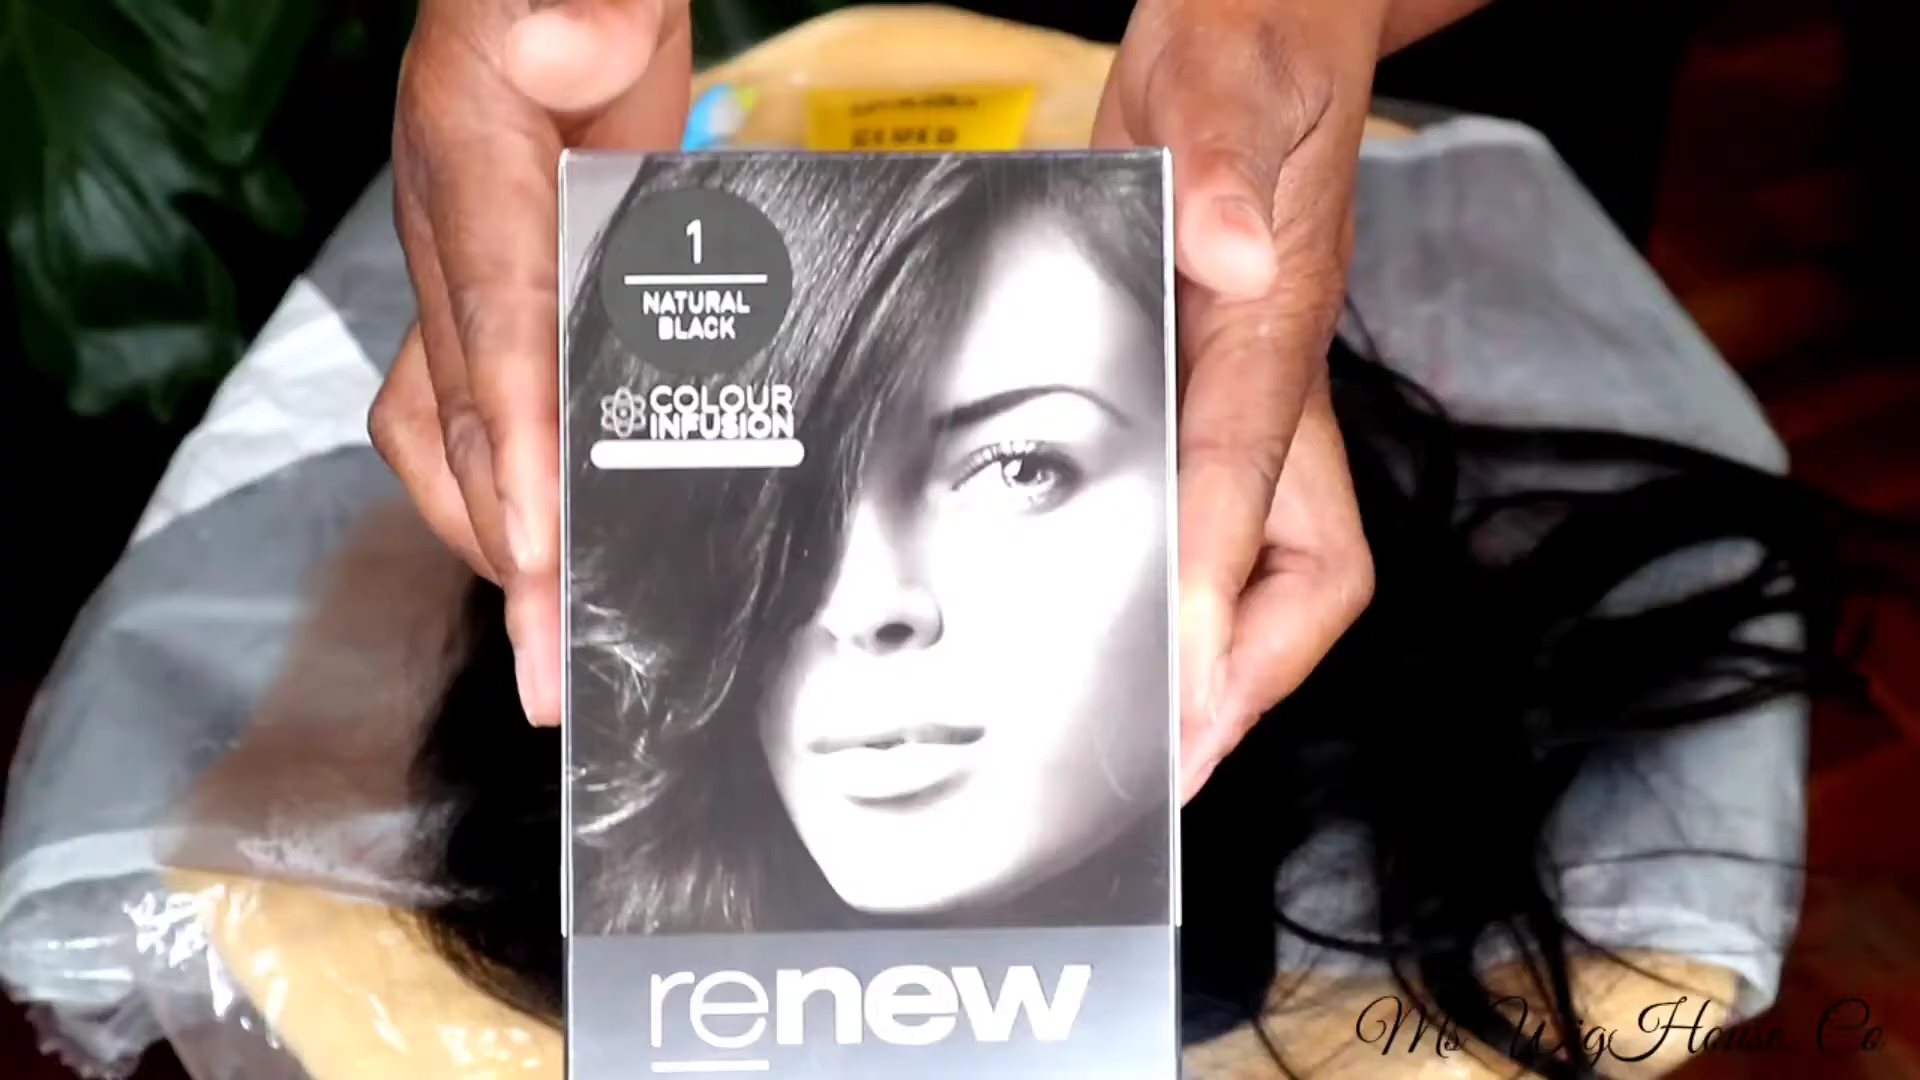 1
NATURAL
BLACK
COLOUR
INFUSION
renew
Ms WigHouse. Co